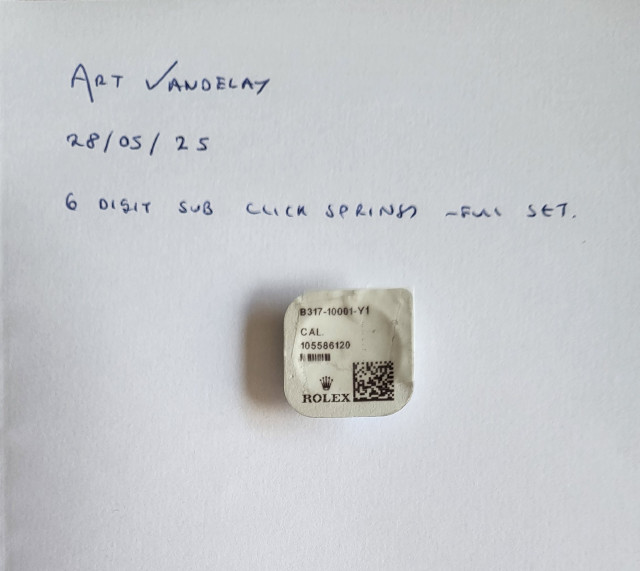 ART VANDELAY
28/05/25
6 DIGIT SUB CLICK SPRINGS - FULL SET.
B317-10001-Y1
CAL.
105586120
ROLEX